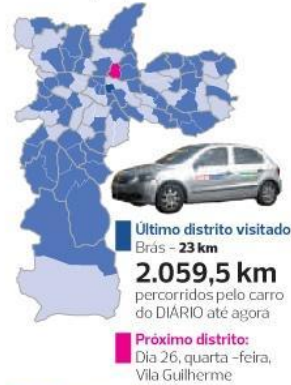 Último distrito visitado
Brás - 23 km
2.059,5 km
percorridos pelo carro
do DIÁRIO até agora
Próximo distrito:
Dia 26, quarta -feira,
Vila Guilherme